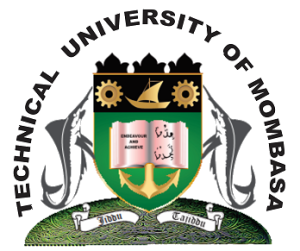 TECHNICAL UNIVERSITY OF MOMBASA
ENDEAVOUR
AND
ACHIEVE
Jiddu Tajiddu